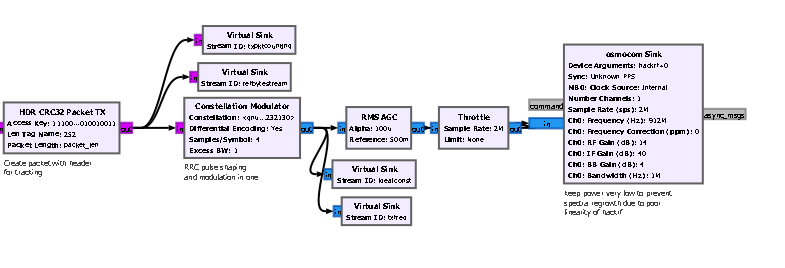 Virtual Sink
Stream ID: txpktcounting
Virtual Sink
Stream ID: refbytestream
HDR CRC32 Packet TX
Access Key: 11100...010010011
Len Tag Name: 252
Packet Length: packet_len
out
Create packet with header
for tracking
in
Constellation Modulator
Constellation: <gnu...232130>
Differential Encoding: Yes
Samples/Symbol: 4
Excess BW: 1
out
RRC pulse shaping
and modulation in one
in
RMS AGC
Alpha: 100u
Reference: 500m
out
in
Virtual Sink
Stream ID: idealconst
in
Virtual Sink
Stream ID: txfreq
in
Throttle
Sample Rate: 2M
Limit: None
out
command
in
osmocom Sink
Device Arguments: hackrf=0
Sync: Unknown PPS
MB0: Clock Source: Internal
Number Channels: 1
Sample Rate (sps): 2M
Ch0: Frequency (Hz): 912M
Ch0: Frequency Correction (ppm): 0
Ch0: RF Gain (dB): 14
Ch0: IF Gain (dB): 40
Ch0: BB Gain (dB): 4
Ch0: Bandwidth (Hz): 1M
async_msgs
keep power very low to prevent
spectral regrowth due to poor
linearity of hackrf